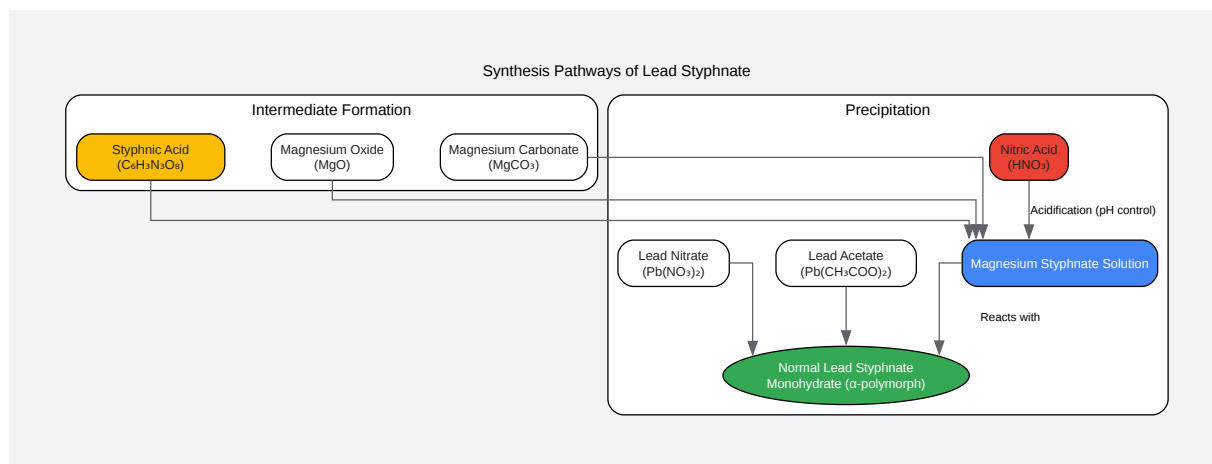 Synthesis Pathways of Lead Styphnate
Intermediate Formation
Styphnic Acid
(C₆H₃N₃O₈)
Magnesium Oxide
(MgO)
Magnesium Carbonate
(MgCO₃)
Precipitation
Nitric Acid
(HNO₃)
Acidification (pH control)
Lead Nitrate
(Pb(NO₃)₂)
Lead Acetate
(Pb(CH₃COO)₂)
Magnesium Styphnate Solution
Reacts with
Normal Lead Styphnate
Monohydrate (α-polymorph)